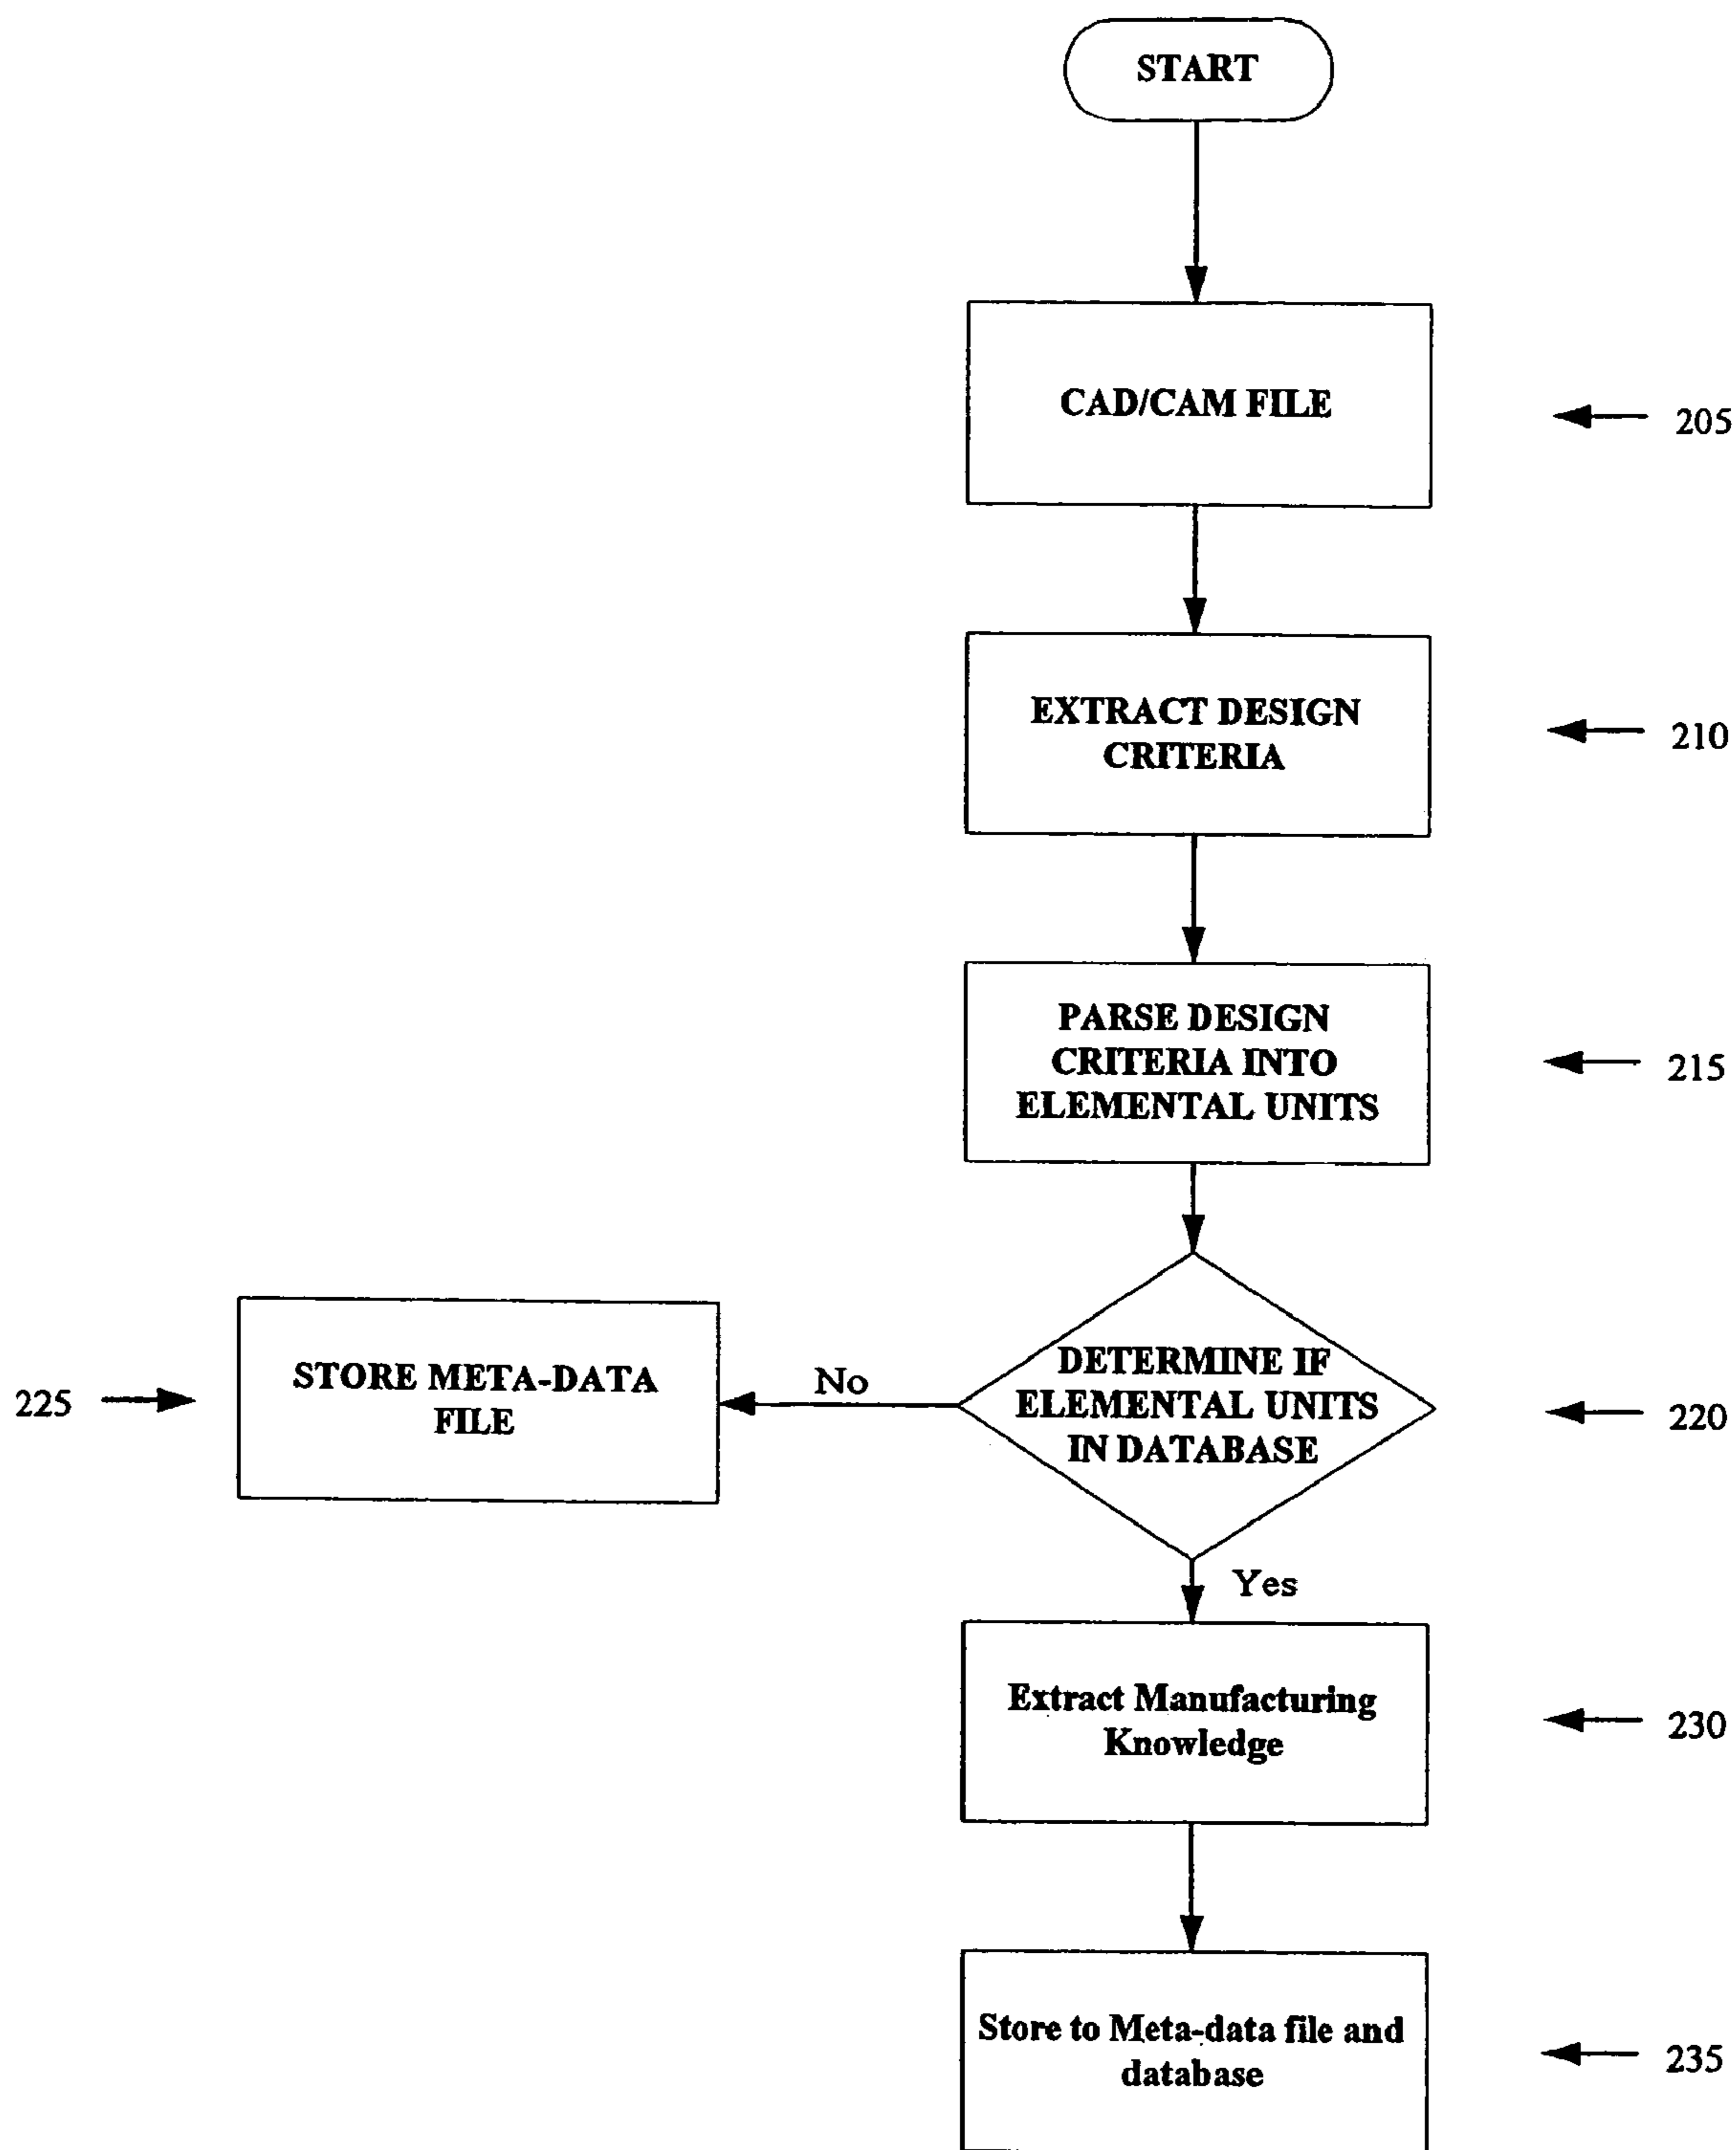 START
CAD/CAM FILE
205
EXTRACT DESIGN
CRITERIA
210
PARSE DESIGN
CRITERIA INTO
ELEMENTAL UNITS
215
DETERMINE IF
ELEMENTAL UNITS
IN DATABASE
220
No
STORE META-DATA
FILE
225
Yes
Extract Manufacturing
Knowledge
230
Store to Meta-data file and
database
235